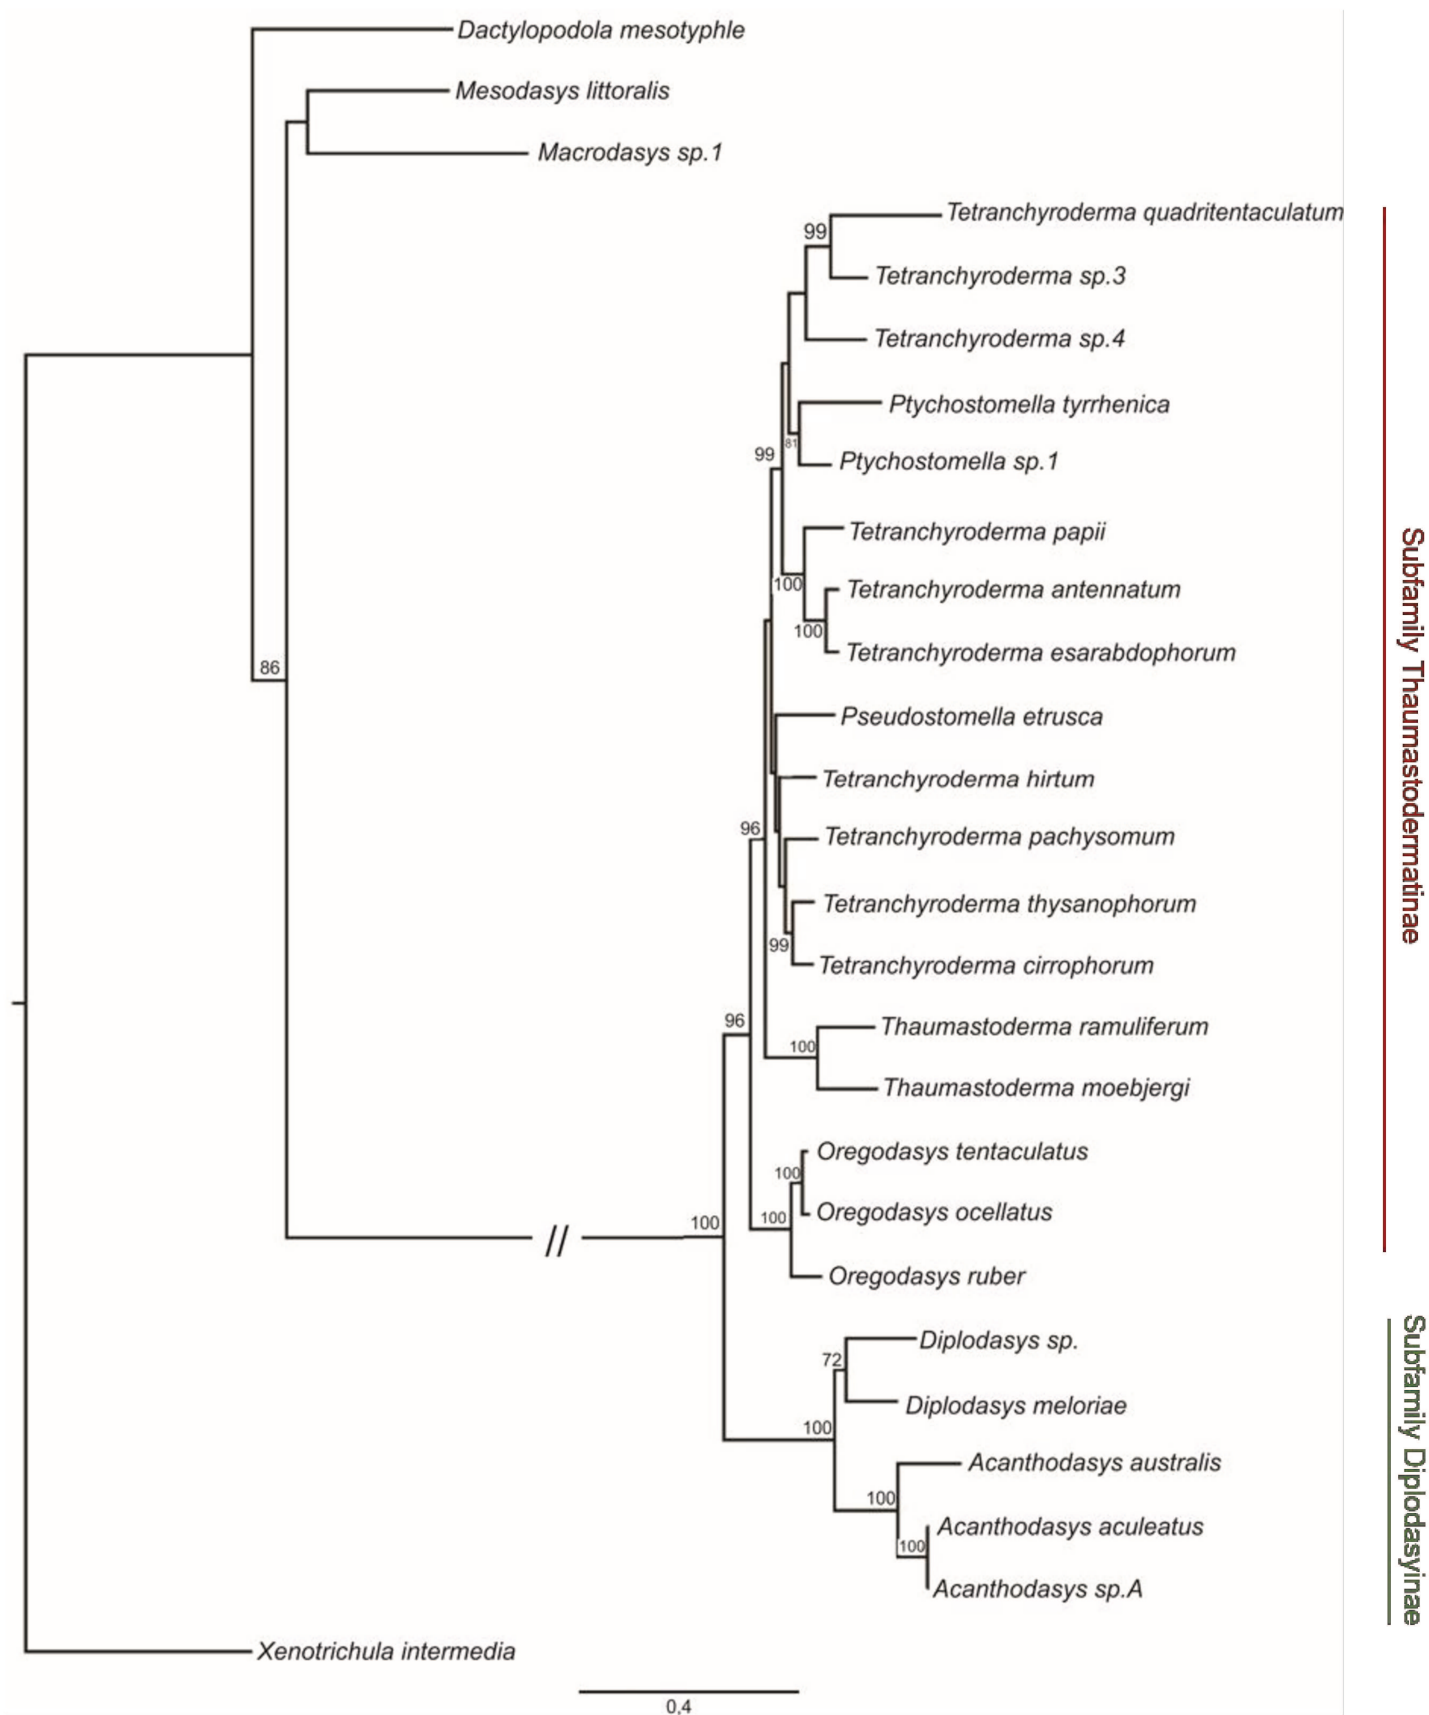 Dactylopodola mesotyphle
Mesodasys littoralis
Macrodasys sp.1
Tetranchyroderma quadritentaculatum
99
Tetranchyroderma sp.3
Tetranchyroderma sp.4
Ptychostomella tyrrhenica
81
99
Ptychostomella sp.1
Tetranchyroderma papii
100
Tetranchyroderma antennatum
100
Tetranchyroderma esarabdophorum
86
Pseudostomella etrusca
Tetranchyroderma hirtum
96
Tetranchyroderma pachysomum
Tetranchyroderma thysanophorum
99
Tetranchyroderma cirrophorum
96
Thaumastoderma ramuliferum
100
Thaumastoderma moebjergi
Oregodasys tentaculatus
100
Oregodasys ocellatus
100
100
//
Oregodasys ruber
Diplodasys sp.
72
Diplodasys meloriae
100
Acanthodasys australis
100
Acanthodasys aculeatus
100
Acanthodasys sp.A
Xenotrichula intermedia
0,4
Subfamily Thaumastodermatinae
Subfamily Diplodasyinae